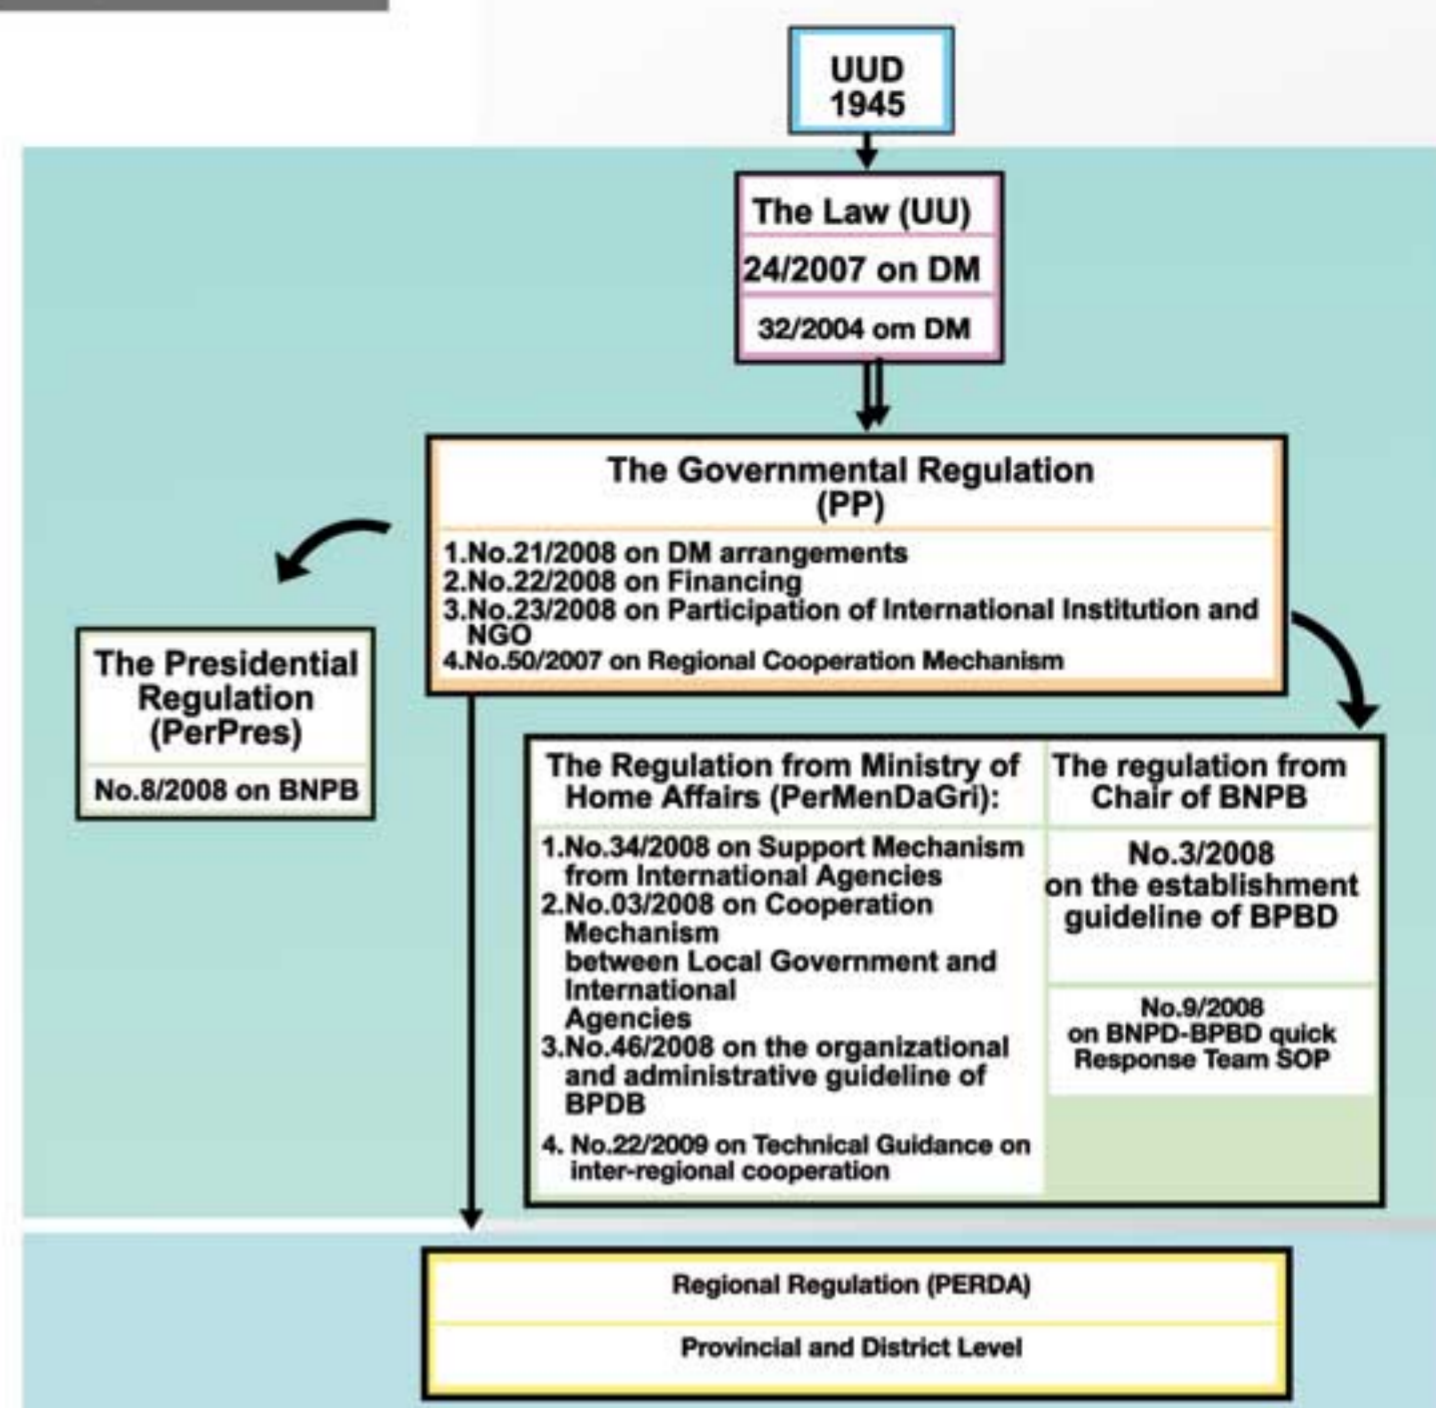 UUD
1945
The Law (UU)
24/2007 on DM
32/2004 om DM
The Governmental Regulation
(PP)
1.No.21/2008 on DM arrangements
2.No.22/2008 on Financing
3.No.23/2008 on Participation of International Institution and
NGO
4.No.50/2007 on Regional Cooperation Mechanism
The Presidential
Regulation
(PerPres)
No.8/2008 on BNPB
The Regulation from Ministry of
Home Affairs (PerMenDaGri):
1.No.34/2008 on Support Mechanism
from International Agencies
2.No.03/2008 on Cooperation
Mechanism
between Local Government and
International
Agencies
3.No.46/2008 on the organizational
and administrative guideline of
BPDB
4. No.22/2009 on Technical Guidance on
inter-regional cooperation
The regulation from
Chair of BNPB
No.3/2008
on the establishment
guideline of BPBD
No.9/2008
on BNPD-BPBD quick
Response Team SOP
Regional Regulation (PERDA)
Provincial and District Level